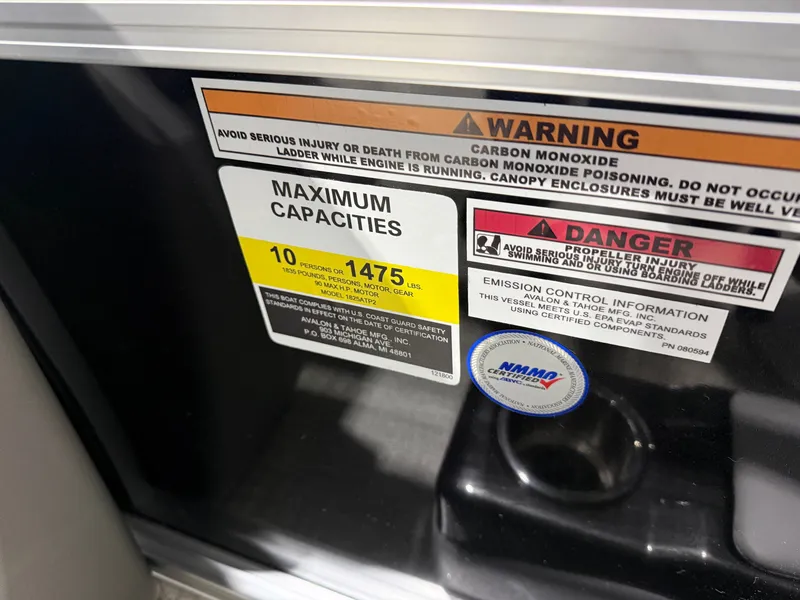 WARNING
CARBON MONOXIDE
AVOID SERIOUS INJURY OR DEATH FROM CARBON MONOXIDE POISONING. DO NOT OCCU
LADDER WHILE ENGINE IS RUNNING. CANOPY ENCLOSURES MUST BE WELL VE
MAXIMUM
CAPACITIES
10 PERSONS OR 1475 LBS.
1835 POUNDS, PERSONS, MOTOR, GEAR
90 MAX H.P. MOTOR
MODEL 1825ATP2
THIS BOAT COMPLIES WITH U.S. COAST GUARD SAFETY
STANDARDS IN EFFECT ON THE DATE OF CERTIFICATION
AVALON & TAHOE MFG., INC.
903 MICHIGAN AVE.
P.O. BOX 698 ALMA, MI 48801
121800
DANGER
PROPELLER INJURY
AVOID SERIOUS INJURY TURN ENGINE OFF WHILE
SWIMMING AND OR USING BOARDING LADDERS.
EMISSION CONTROL INFORMATION
AVALON & TAHOE MFG. INC.
THIS VESSEL MEETS U.S. EPA EVAP STANDARDS
USING CERTIFIED COMPONENTS.
PN 080594
NMMA
CERTIFIED